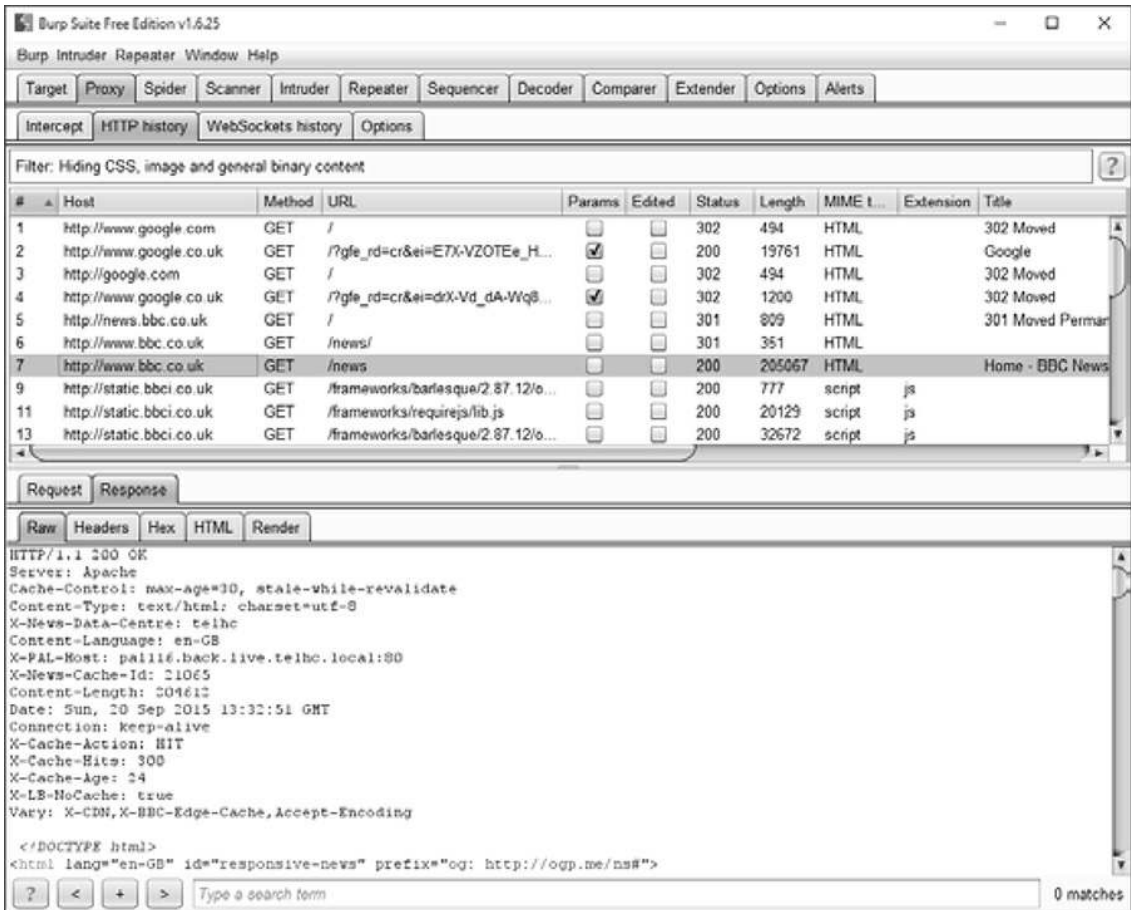 Burp Suite Free Edition v1.6.25
Burp Intruder Repeater Window Help
Target Proxy Spider Scanner Intruder Repeater Sequencer Decoder Comparer Extender Options Alerts
Intercept HTTP history WebSockets history Options
Filter: Hiding CSS, image and general binary content ?
# Host Method URL Params Edited Status Length MIME t... Extension Title
1 http://www.google.com GET / 302 494 HTML 302 Moved
2 http://www.google.co.uk GET /?gfe_rd=cr&ei=E7X-VZOTEe_H... 200 19761 HTML Google
3 http://google.com GET / 302 494 HTML 302 Moved
4 http://www.google.co.uk GET /?gfe_rd=cr&ei=drX-Vd_dA-Wq8... 302 1200 HTML 302 Moved
5 http://news.bbc.co.uk GET / 301 809 HTML 301 Moved Perman
6 http://www.bbc.co.uk GET /news/ 301 351 HTML
7 http://www.bbc.co.uk GET /news 200 205067 HTML Home - BBC News
9 http://static.bbci.co.uk GET /frameworks/barlesque/2.87.12/o... 200 777 script js
11 http://static.bbci.co.uk GET /frameworks/requirejs/lib.js 200 20129 script js
13 http://static.bbci.co.uk GET /frameworks/barlesque/2.87.12/o... 200 32672 script js
Request Response
Raw Headers Hex HTML Render
HTTP/1.1 200 OK
Server: Apache
Cache-Control: max-age=30, stale-while-revalidate
Content-Type: text/html; charset=utf-8
X-News-Data-Centre: telhc
Content-Language: en-GB
X-PAL-Host: pal116.back.live.telhc.local:80
X-News-Cache-Id: 21065
Content-Length: 204612
Date: Sun, 20 Sep 2015 13:32:51 GMT
Connection: keep-alive
X-Cache-Action: HIT
X-Cache-Hits: 300
X-Cache-Age: 24
X-LB-NoCache: true
Vary: X-CDN,X-BBC-Edge-Cache,Accept-Encoding
<!DOCTYPE html>
<html lang="en-GB" id="responsive-news" prefix="og: http://ogp.me/ns#">
? < + > Type a search term 0 matches